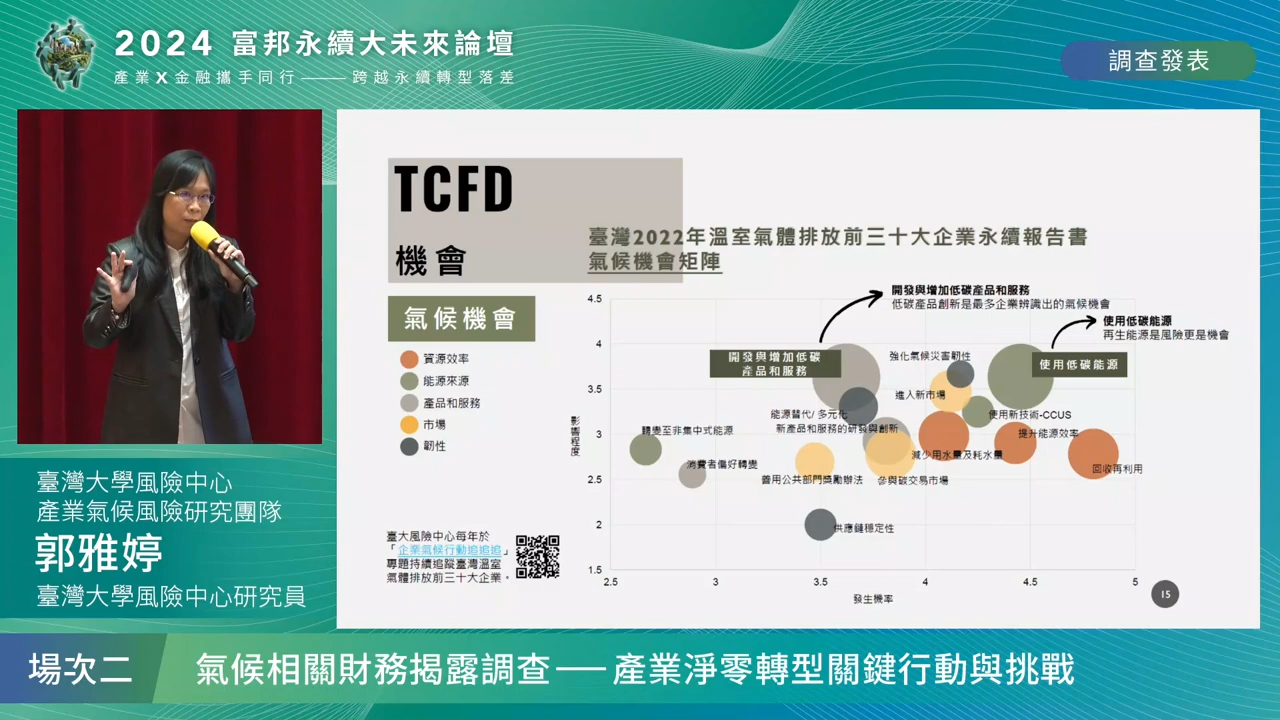 2024 富邦永續大未來論壇
產業X金融攜手同行——跨越永續轉型落差
調查發表
TCFD
機會
臺灣2022年溫室氣體排放前三十大企業永續報告書
氣候機會矩陣
氣候機會
資源效率
能源來源
產品和服務
市場
韌性
開發與增加低碳產品和服務
低碳產品創新是最多企業辨識出的氣候機會
使用低碳能源
再生能源是風險更是機會
4.5
4
3.5
3
2.5
2
1.5
影響程度
開發與增加低碳
產品和服務
強化氣候災害韌性
使用低碳能源
進入新市場
能源替代/ 多元化
使用新技術-CCUS
新產品和服務的研發與創新
轉變至非集中式能源
提升能源效率
減少用水量及耗水量
消費者偏好轉變
回收再利用
善用公共部門獎勵辦法
參與碳交易市場
供應鏈穩定性
2.5
3
3.5
4
4.5
5
發生機率
臺大風險中心每年於
「企業氣候行動追追追」
專題持續追蹤臺灣溫室
氣體排放前三十大企業。
15
臺灣大學風險中心
產業氣候風險研究團隊
郭雅婷
臺灣大學風險中心研究員
場次二
氣候相關財務揭露調查——產業淨零轉型關鍵行動與挑戰